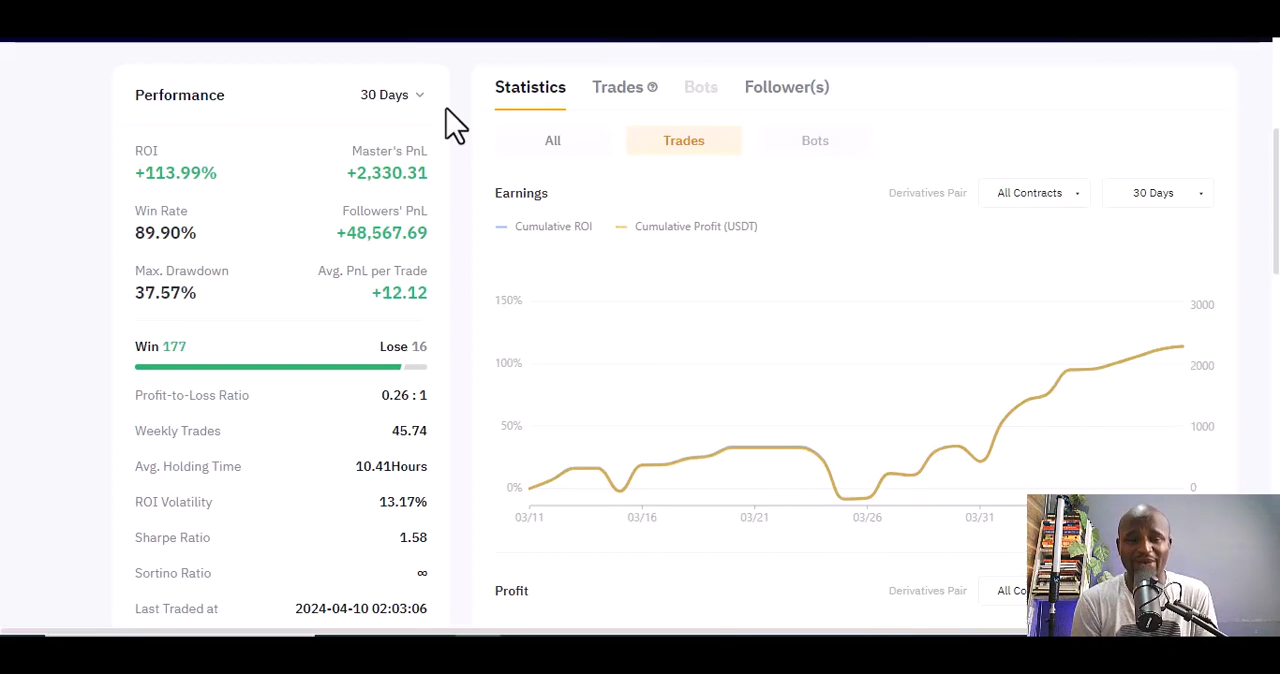 Performance
30 Days
ROI
Master's PnL
+113.99%
+2,330.31
Win Rate
Followers' PnL
89.90%
+48,567.69
Max. Drawdown
Avg. PnL per Trade
37.57%
+12.12
Win 177
Lose 16
Profit-to-Loss Ratio
0.26 : 1
Weekly Trades
45.74
Avg. Holding Time
10.41Hours
ROI Volatility
13.17%
Sharpe Ratio
1.58
Sortino Ratio
∞
Last Traded at
2024-04-10 02:03:06
Statistics
Trades
Bots
Follower(s)
All
Trades
Bots
Earnings
Derivatives Pair
All Contracts
30 Days
Cumulative ROI
Cumulative Profit (USDT)
150%
3000
100%
2000
50%
1000
0%
0
03/11
03/16
03/21
03/26
03/31
Profit
Derivatives Pair
All Co